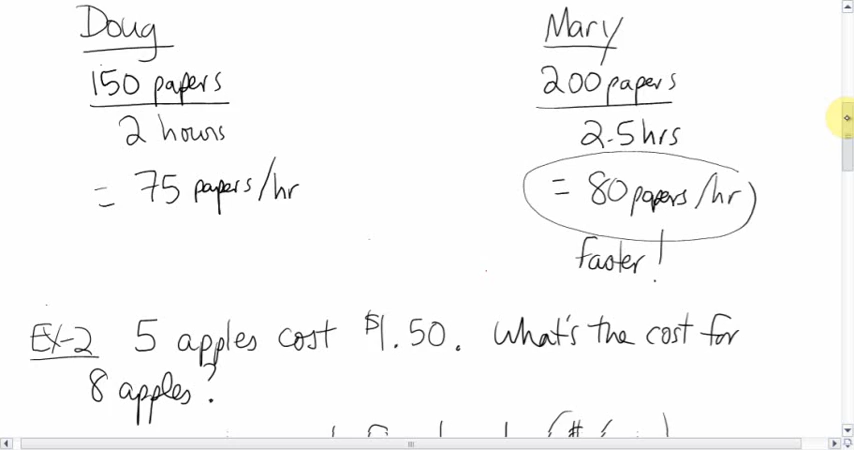 Doug
150 papers
2 hours
= 75 papers/hr
Mary
200 papers
2.5 hrs
= 80 papers/hr
faster!
EX-2 5 apples cost $1.50. What's the cost for
8 apples?